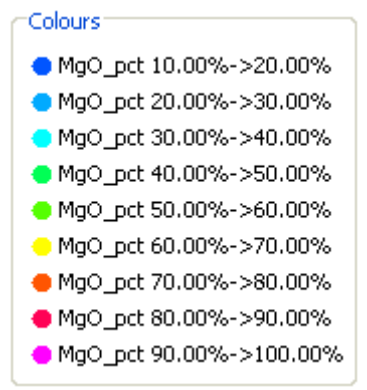 Colours
MgO_pct 10.00%->20.00%
MgO_pct 20.00%->30.00%
MgO_pct 30.00%->40.00%
MgO_pct 40.00%->50.00%
MgO_pct 50.00%->60.00%
MgO_pct 60.00%->70.00%
MgO_pct 70.00%->80.00%
MgO_pct 80.00%->90.00%
MgO_pct 90.00%->100.00%